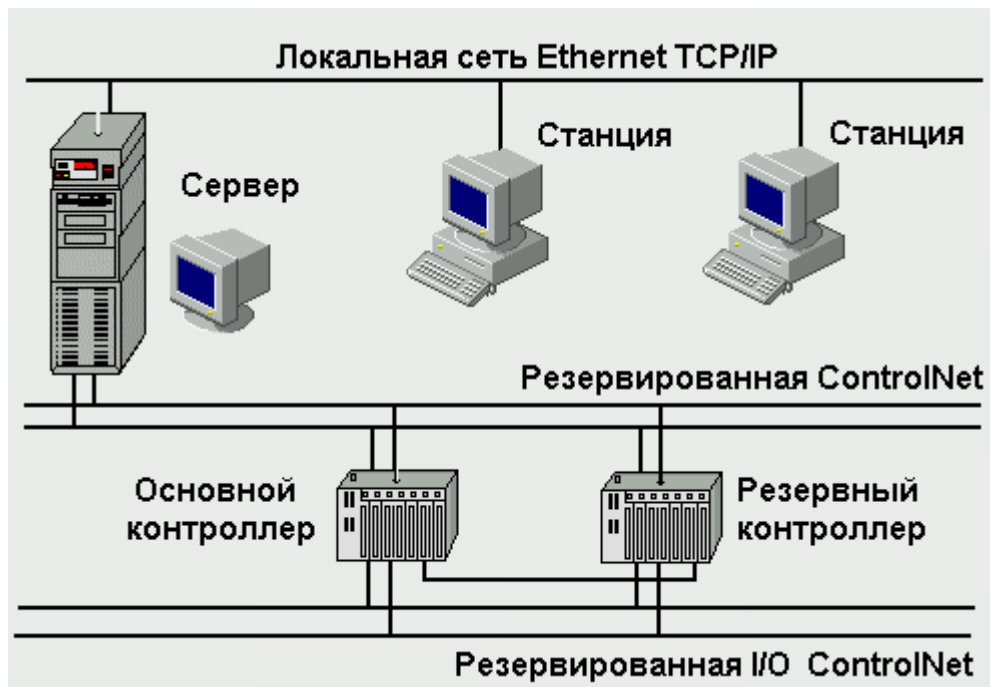 Локальная сеть Ethernet TCP/IP
Станция
Станция
Сервер
Резервированная ControlNet
Основной
контроллер
Резервный
контроллер
Резервированная I/O ControlNet